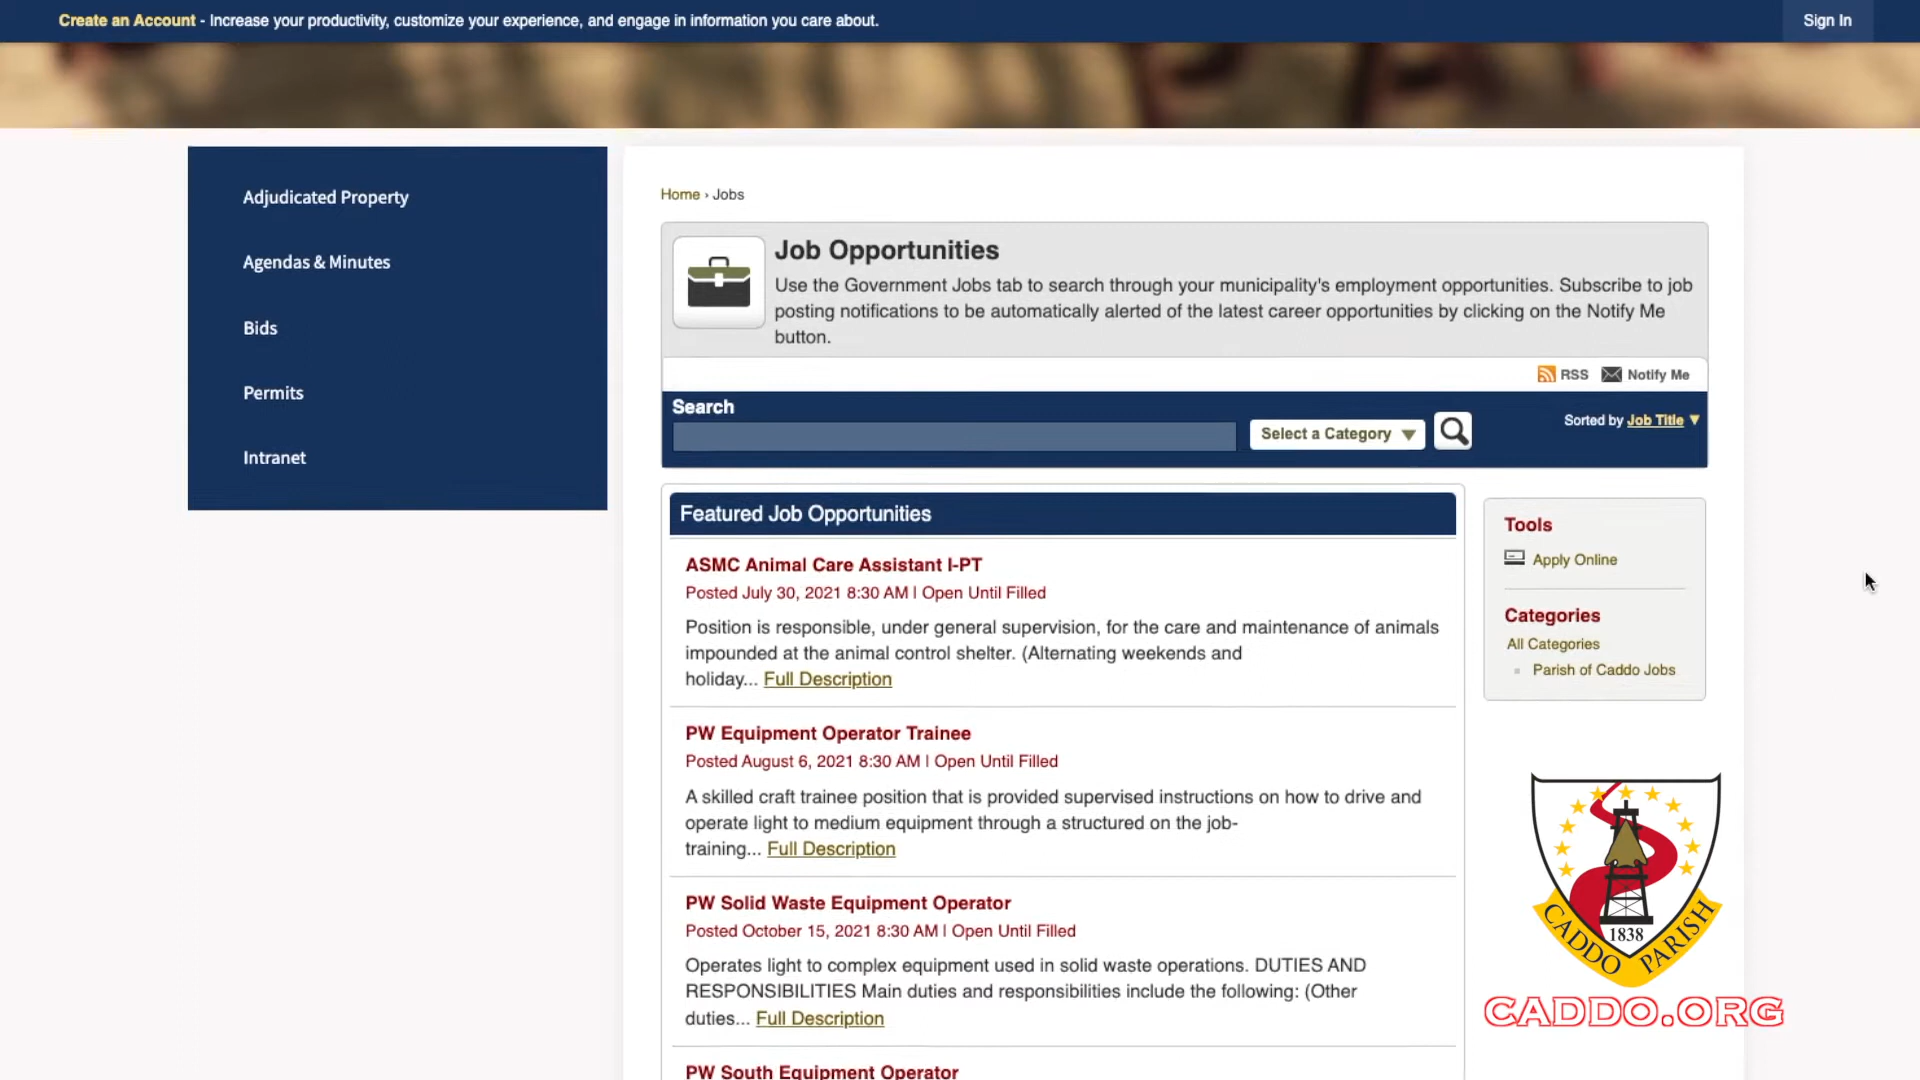 Create an Account - Increase your productivity, customize your experience, and engage in information you care about.
Sign In
Adjudicated Property
Agendas & Minutes
Bids
Permits
Intranet
Home › Jobs
Job Opportunities
Use the Government Jobs tab to search through your municipality's employment opportunities. Subscribe to job
posting notifications to be automatically alerted of the latest career opportunities by clicking on the Notify Me
button.
RSS
Notify Me
Search
Select a Category
Sorted by Job Title ▼
Featured Job Opportunities
ASMC Animal Care Assistant I-PT
Posted July 30, 2021 8:30 AM | Open Until Filled
Position is responsible, under general supervision, for the care and maintenance of animals
impounded at the animal control shelter. (Alternating weekends and
holiday... Full Description
PW Equipment Operator Trainee
Posted August 6, 2021 8:30 AM | Open Until Filled
A skilled craft trainee position that is provided supervised instructions on how to drive and
operate light to medium equipment through a structured on the job-
training... Full Description
PW Solid Waste Equipment Operator
Posted October 15, 2021 8:30 AM | Open Until Filled
Operates light to complex equipment used in solid waste operations. DUTIES AND
RESPONSIBILITIES Main duties and responsibilities include the following: (Other
duties... Full Description
PW South Equipment Operator
Tools
Apply Online
Categories
All Categories
Parish of Caddo Jobs
1838
CADDO PARISH
CADDO.ORG